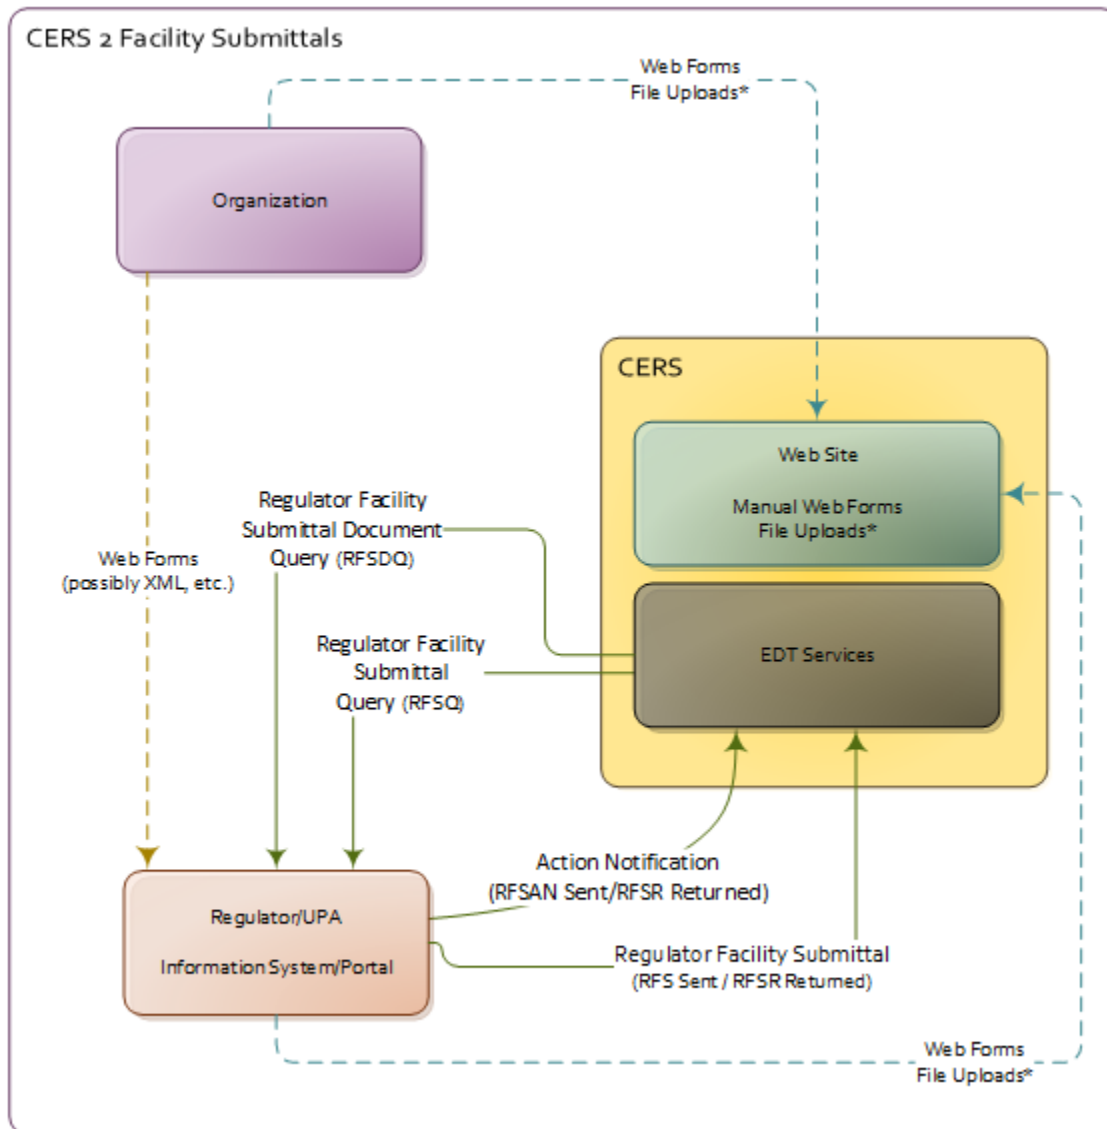 CERS 2 Facility Submittals
Web Forms
File Uploads*
Organization
CERS
Web Site
Manual Web Forms
File Uploads*
Regulator Facility
Submittal Document
Query (RFSDQ)
Web Forms
(possibly XML, etc.)
Regulator Facility
Submittal
Query (RFSQ)
EDT Services
Action Notification
(RFSAN Sent/RFSR Returned)
Regulator/UPA
Information System/Portal
Regulator Facility Submittal
(RFS Sent / RFSR Returned)
Web Forms
File Uploads*